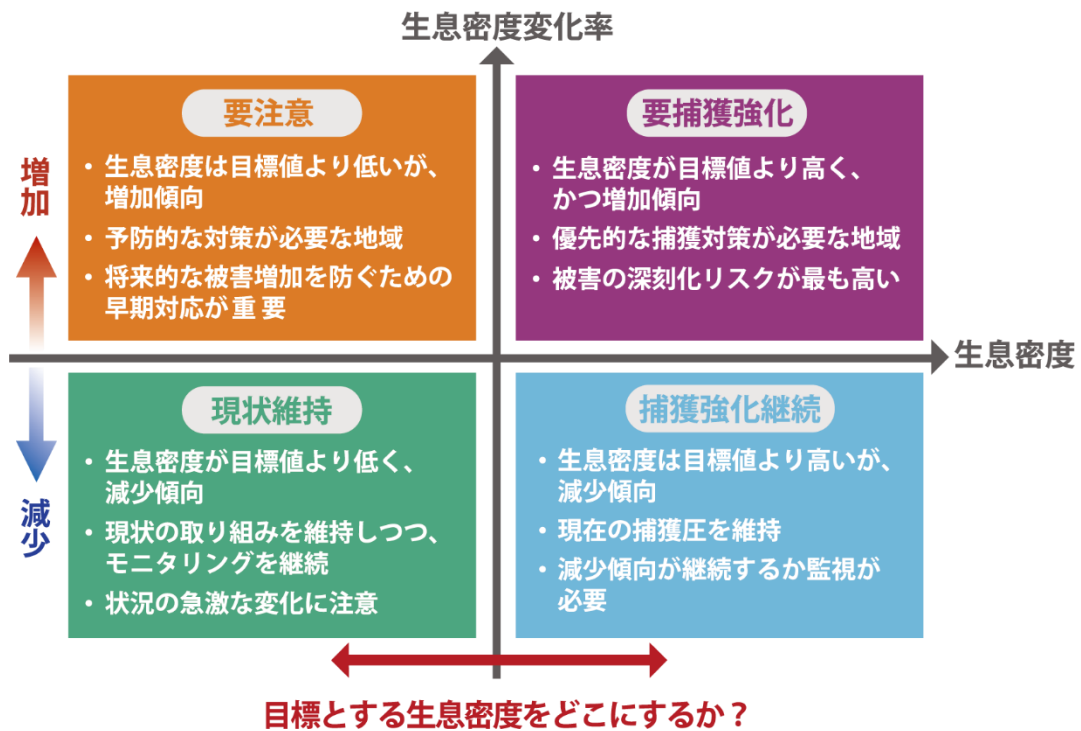 生息密度変化率
要注意
・ 生息密度は目標値より低いが、
増加傾向
・ 予防的な対策が必要な地域
・ 将来的な被害増加を防ぐための
早期対応が重要
要捕獲強化
・ 生息密度が目標値より高く、
かつ増加傾向
・ 優先的な捕獲対策が必要な地域
・ 被害の深刻化リスクが最も高い
増加
生息密度
減少
現状維持
・ 生息密度が目標値より低く、
減少傾向
・ 現状の取り組みを維持しつつ、
モニタリングを継続
・ 状況の急激な変化に注意
捕獲強化継続
・ 生息密度は目標値より高いが、
減少傾向
・ 現在の捕獲圧を維持
・ 減少傾向が継続するか監視が
必要
目標とする生息密度をどこにするか？